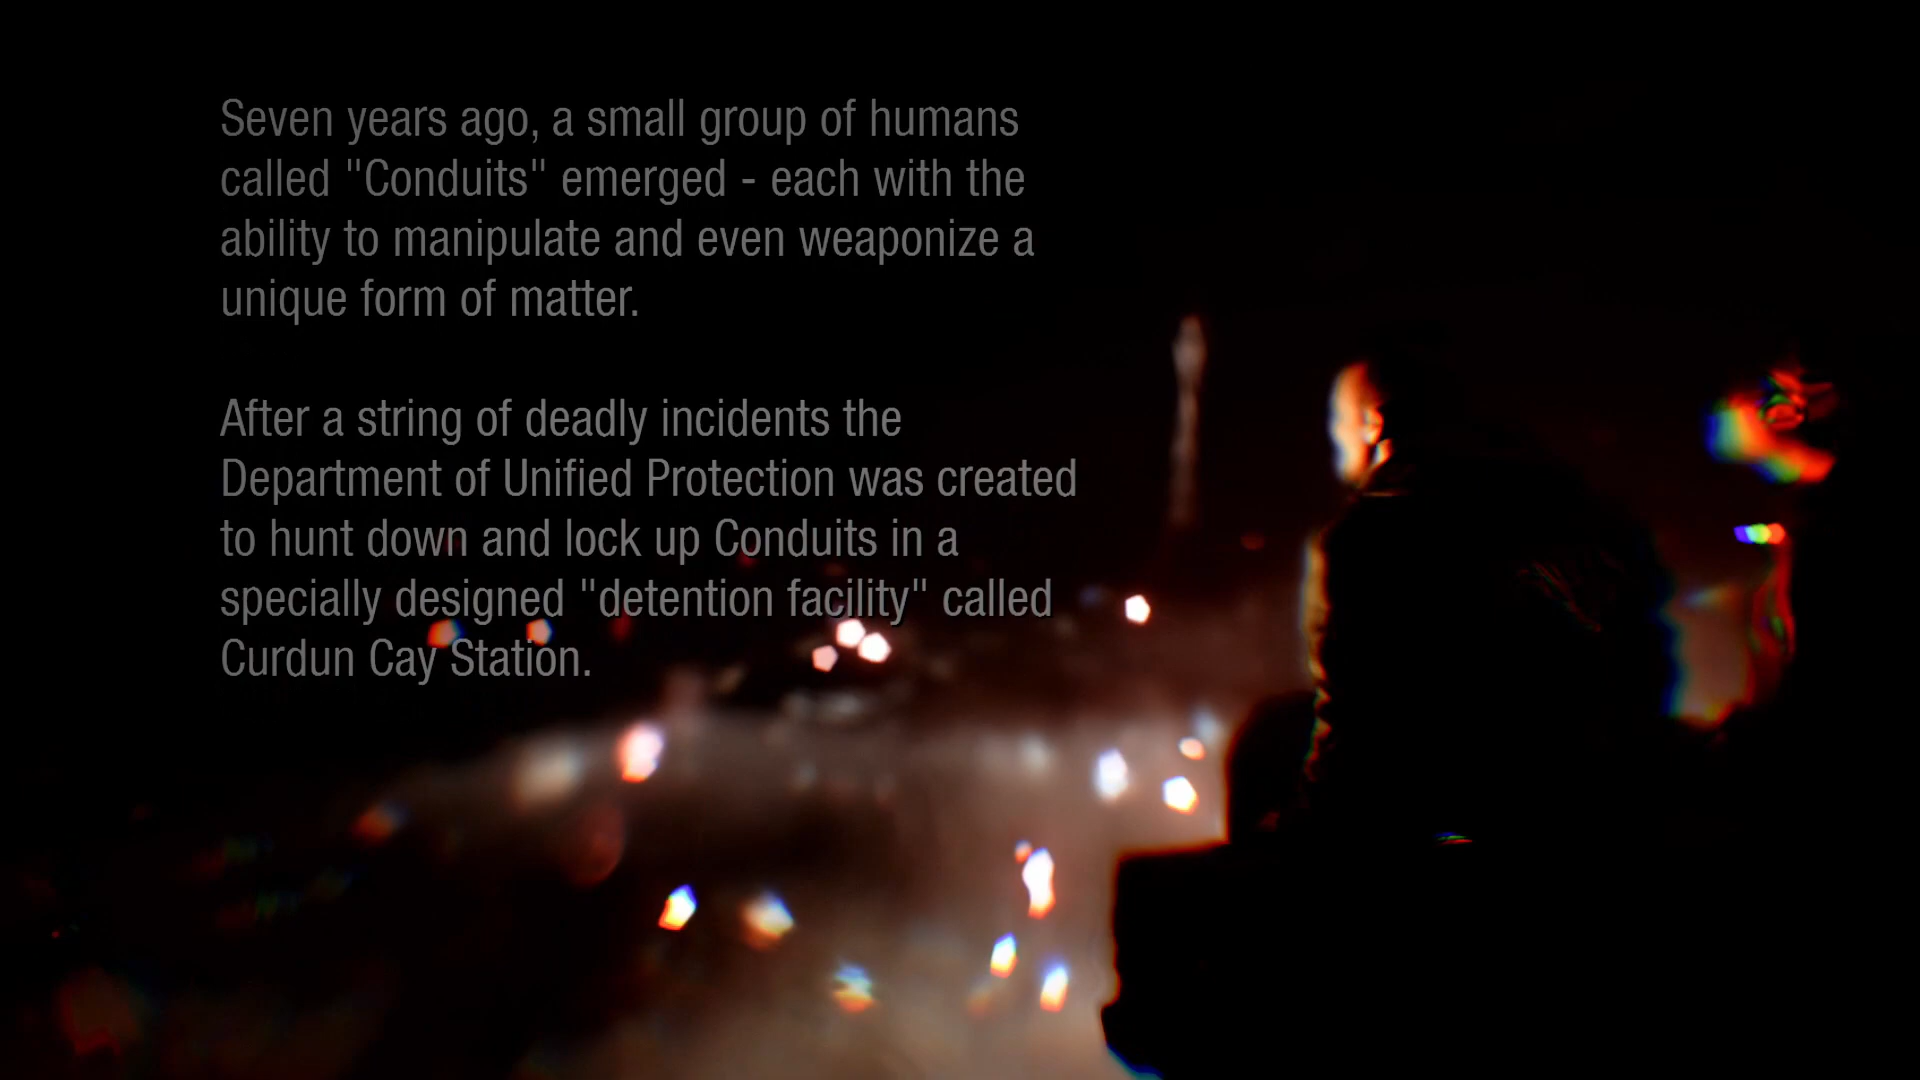 Seven years ago, a small group of humans
called "Conduits" emerged - each with the
ability to manipulate and even weaponize a
unique form of matter.
After a string of deadly incidents the
Department of Unified Protection was created
to hunt down and lock up Conduits in a
specially designed "detention facility" called
Curdun Cay Station.